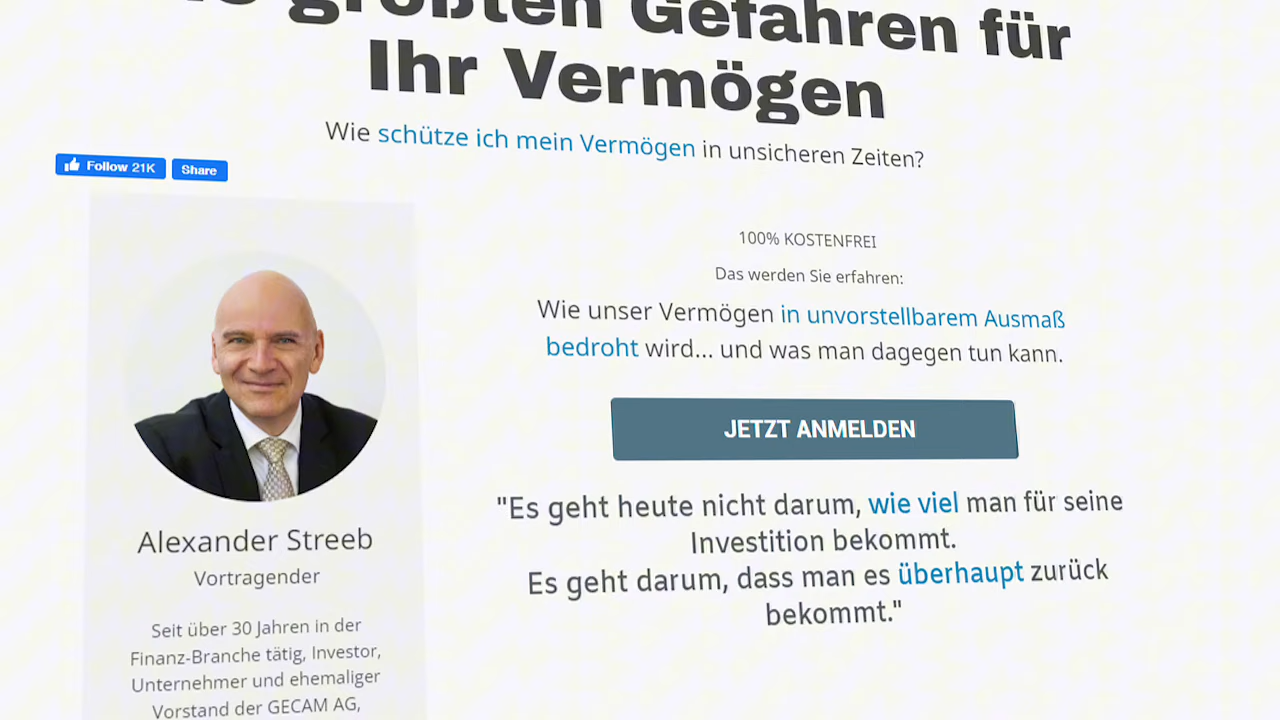 größten Gefahren für
Ihr Vermögen
Wie schütze ich mein Vermögen in unsicheren Zeiten?
Follow 21K Share
100% KOSTENFREI
Das werden Sie erfahren:
Wie unser Vermögen in unvorstellbarem Ausmaß
bedroht wird... und was man dagegen tun kann.
JETZT ANMELDEN
"Es geht heute nicht darum, wie viel man für seine
Investition bekommt.
Es geht darum, dass man es überhaupt zurück
bekommt."
Alexander Streeb
Vortragender
Seit über 30 Jahren in der
Finanz-Branche tätig, Investor,
Unternehmer und ehemaliger
Vorstand der GECAM AG,